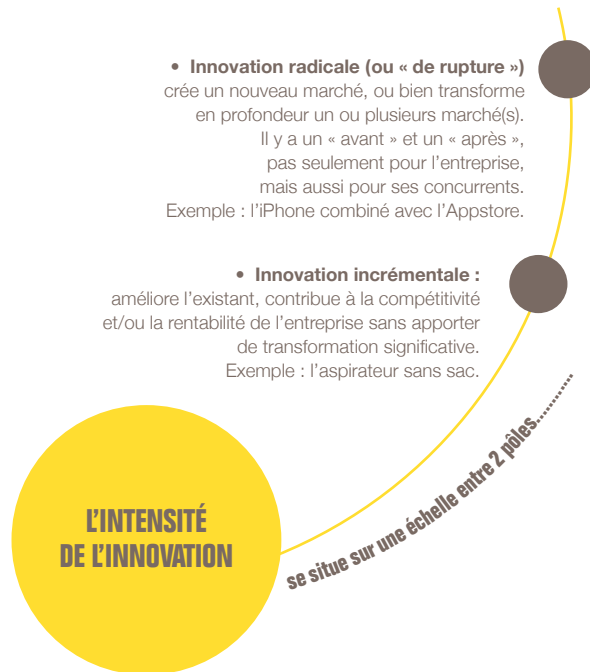 • Innovation radicale (ou « de rupture »)
crée un nouveau marché, ou bien transforme
en profondeur un ou plusieurs marché(s).
Il y a un « avant » et un « après »,
pas seulement pour l’entreprise,
mais aussi pour ses concurrents.
Exemple : l’iPhone combiné avec l’Appstore.
• Innovation incrémentale :
améliore l’existant, contribue à la compétitivité
et/ou la rentabilité de l’entreprise sans apporter
de transformation significative.
Exemple : l’aspirateur sans sac.
L’INTENSITÉ
DE L’INNOVATION
se situe sur une échelle entre 2 pôles.......